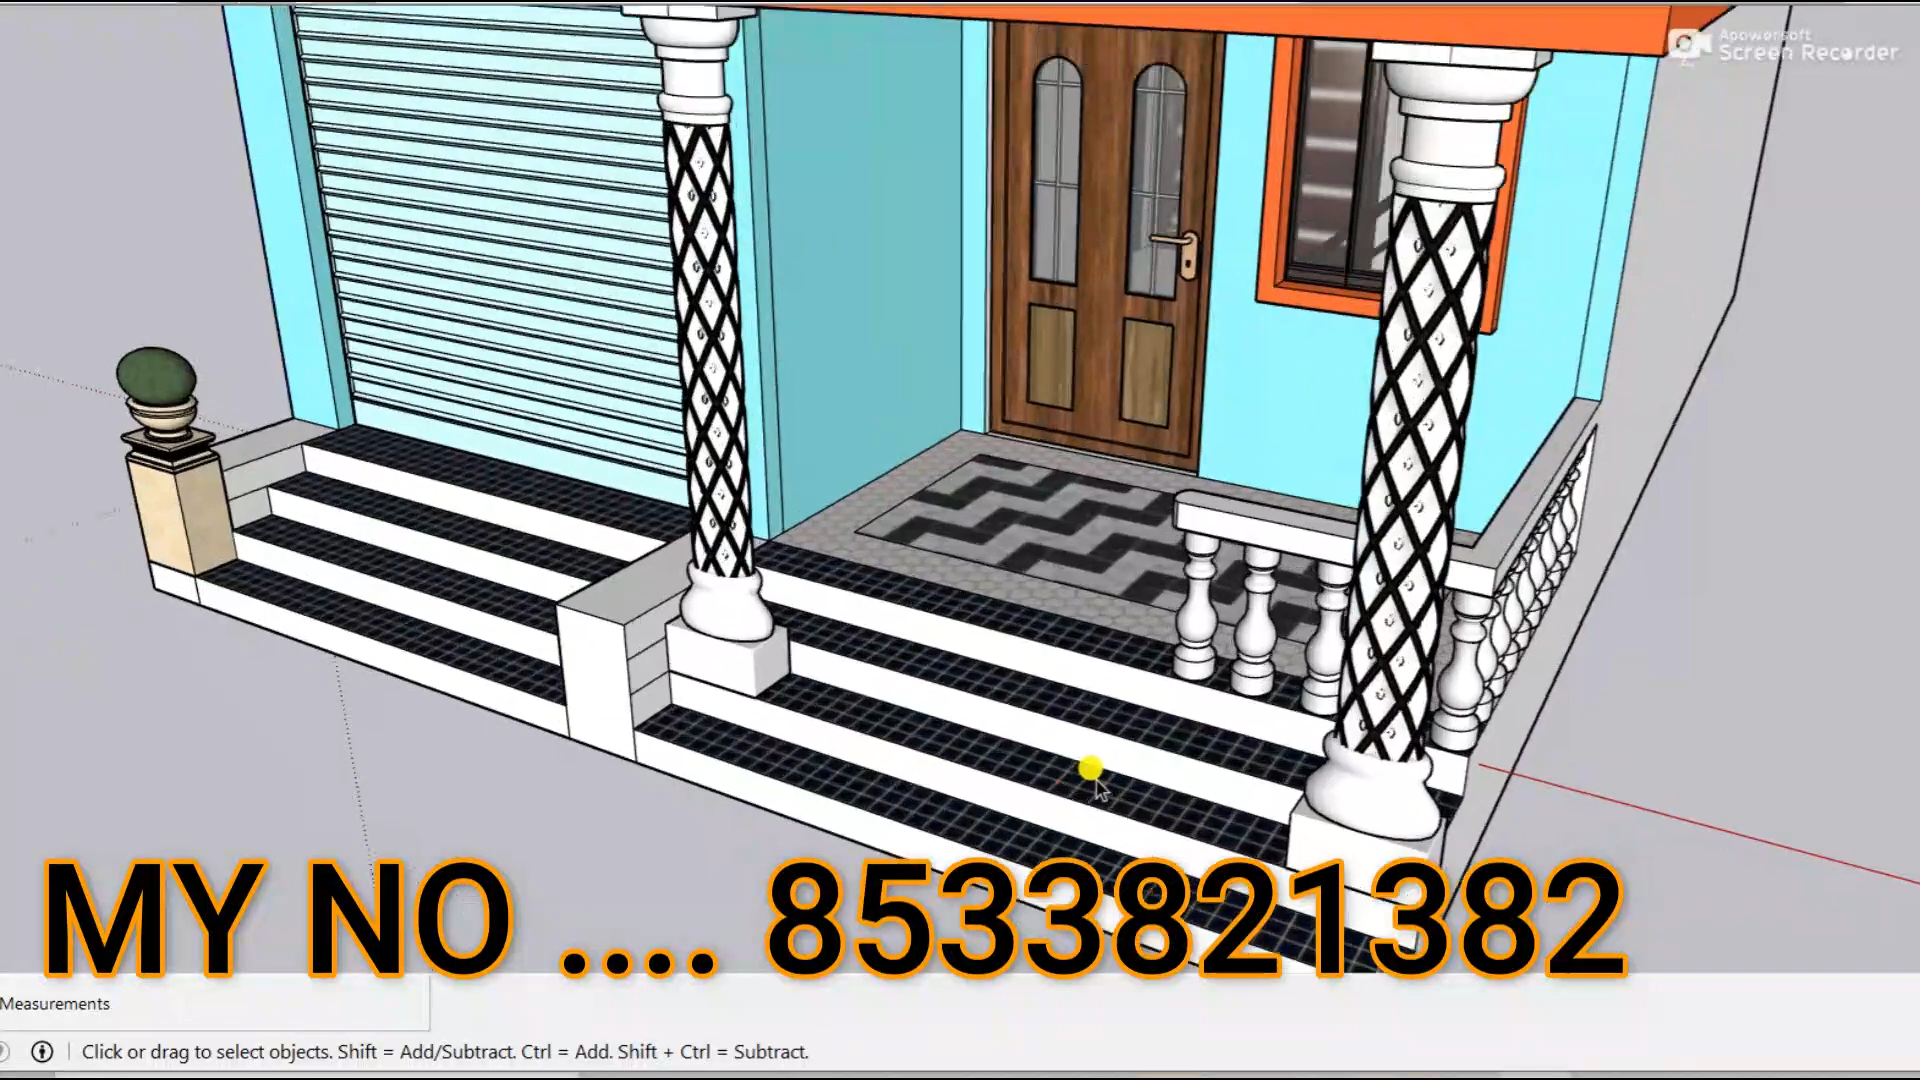 Apowersoft
Screen Recorder
MY NO .... 8533821382
Measurements
Click or drag to select objects. Shift = Add/Subtract. Ctrl = Add. Shift + Ctrl = Subtract.